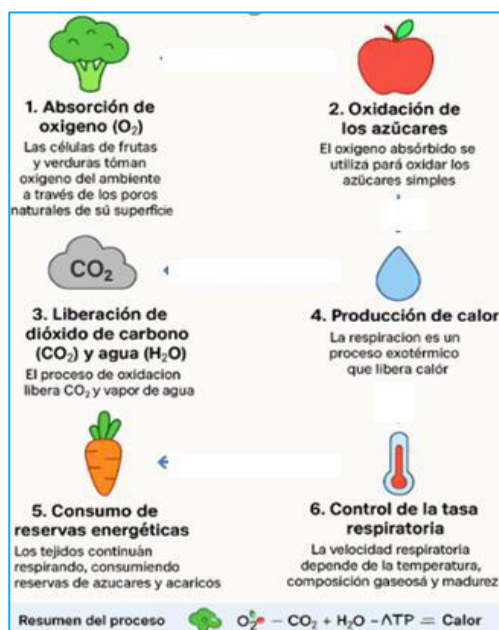 1. Absorción de
oxigeno (O₂)
Las células de frutas
y verduras tóman
oxigeno del ambiente
a través de los poros
naturales de sú superfície
2. Oxidación de
los azúcares
El oxigeno absórbido se
utiliza pará oxidar los
azúcares simples
CO₂
3. Liberación de
dióxido de carbono
(CO₂) y agua (H₂O)
El proceso de oxidacion
libera CO₂ y vapor de agua
4. Producción de calor
La respiracion es un
proceso exotérmico
que libera calór
5. Consumo de
reservas energéticas
Los tejidos continuán
respirando, consumiendo
reservas de azucares y acaricos
6. Control de la tasa
respiratoria
La velocidad respiratoria
depende de la temperatura,
composición gaseosá y madurez
Resumen del proceso O₂ – CO₂ + H₂O – ΛTP = Calor